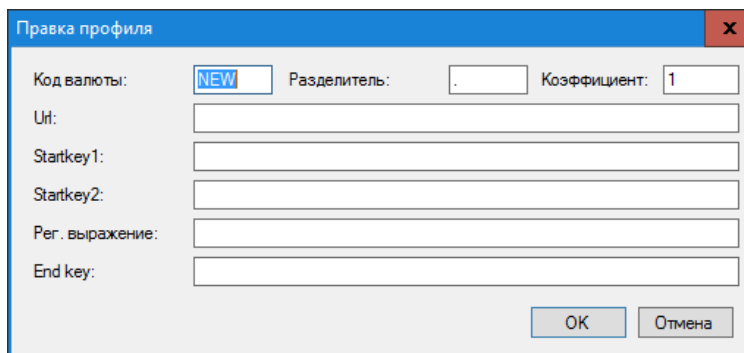 Правка профиля
Код валюты: NEW Разделитель: . Коэффициент: 1
Url:
Startkey1:
Startkey2:
Рег. выражение:
End key:
OK Отмена